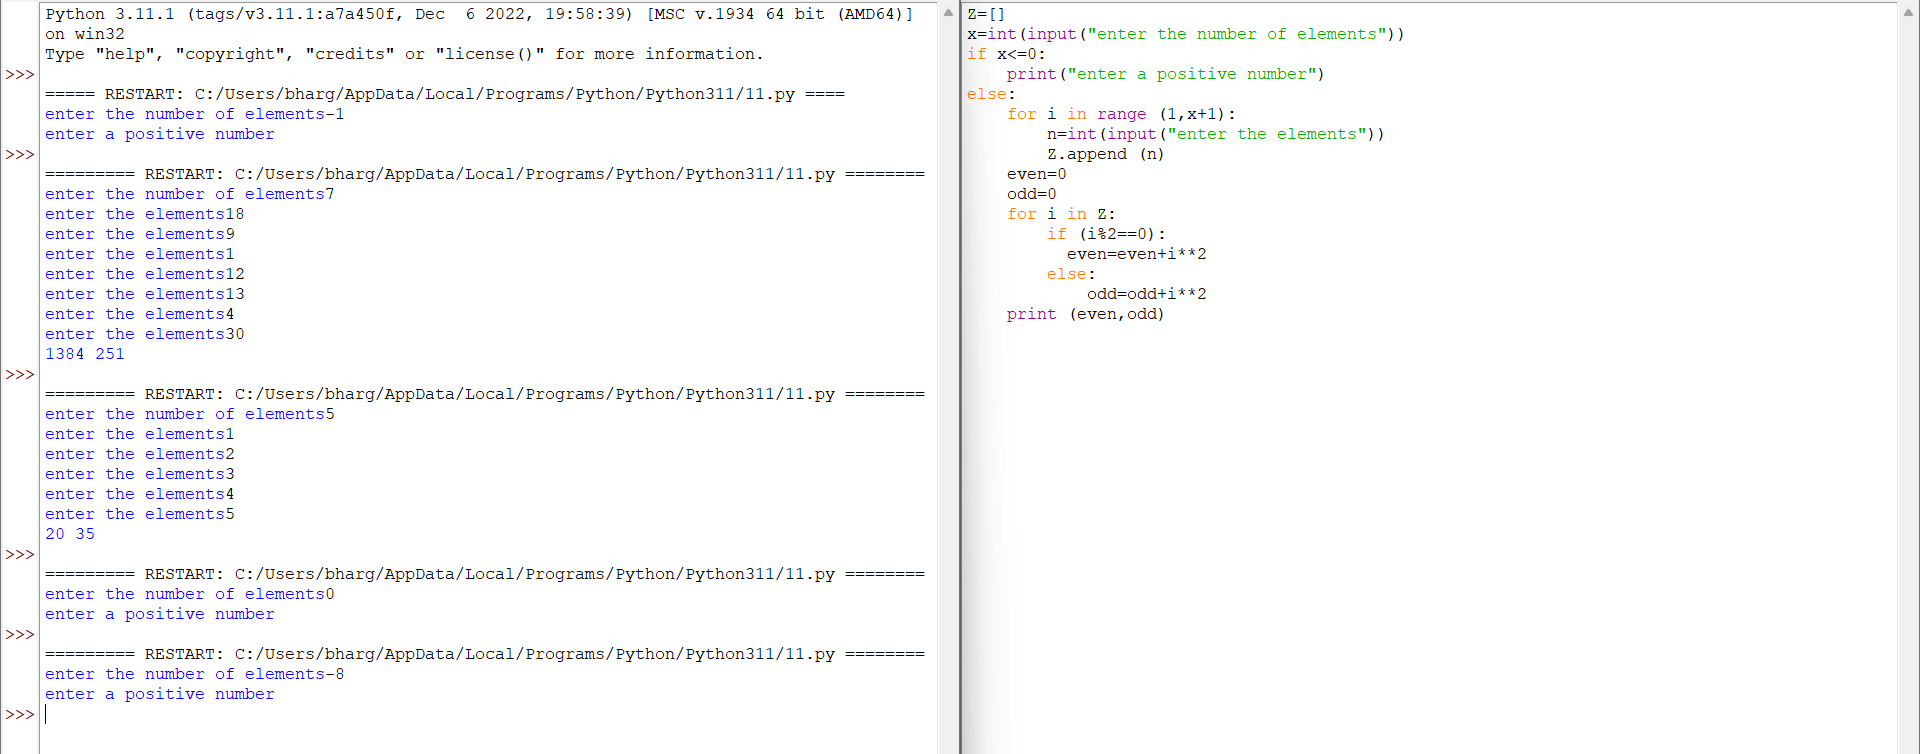 Python 3.11.1 (tags/v3.11.1:a7a450f, Dec  6 2022, 19:58:39) [MSC v.1934 64 bit (AMD64)]
on win32
Type "help", "copyright", "credits" or "license()" for more information.
>>>
===== RESTART: C:/Users/bharg/AppData/Local/Programs/Python/Python311/11.py ====
enter the number of elements-1
enter a positive number
>>>
========= RESTART: C:/Users/bharg/AppData/Local/Programs/Python/Python311/11.py ========
enter the number of elements7
enter the elements18
enter the elements9
enter the elements1
enter the elements12
enter the elements13
enter the elements4
enter the elements30
1384 251
>>>
========= RESTART: C:/Users/bharg/AppData/Local/Programs/Python/Python311/11.py ========
enter the number of elements5
enter the elements1
enter the elements2
enter the elements3
enter the elements4
enter the elements5
20 35
>>>
========= RESTART: C:/Users/bharg/AppData/Local/Programs/Python/Python311/11.py ========
enter the number of elements0
enter a positive number
>>>
========= RESTART: C:/Users/bharg/AppData/Local/Programs/Python/Python311/11.py ========
enter the number of elements-8
enter a positive number
>>>
Z=[]
x=int(input("enter the number of elements"))
if x<=0:
    print("enter a positive number")
else:
    for i in range (1,x+1):
        n=int(input("enter the elements"))
        Z.append (n)
    even=0
    odd=0
    for i in Z:
        if (i%2==0):
          even=even+i**2
        else:
            odd=odd+i**2
    print (even,odd)